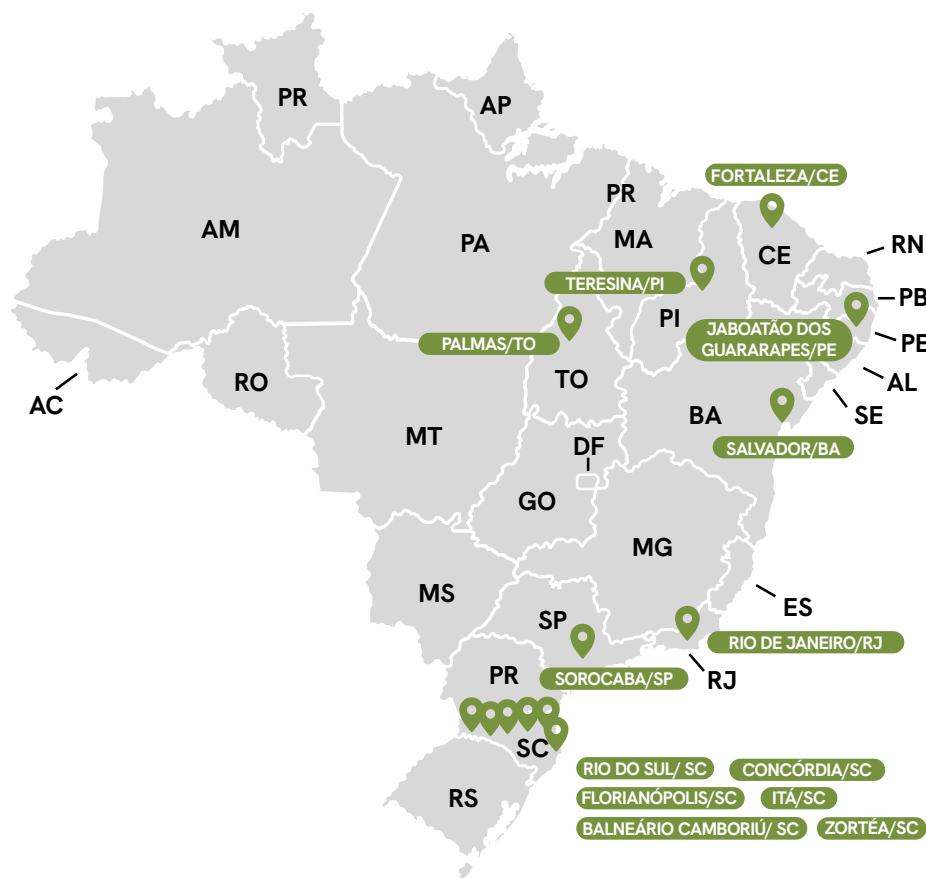 PR
AP
FORTALEZA/CE
PR
AM
PA
MA
CE
RN
TERESINA/PI
PB
PI
JABOATÃO DOS
GUARARAPES/PE
PALMAS/TO
PE
AC
RO
TO
AL
SE
MT
BA
DF
SALVADOR/BA
GO
MG
MS
ES
SP
RIO DE JANEIRO/RJ
PR
SOROCABA/SP
RJ
SC
RS
RIO DO SUL/ SC
CONCÓRDIA/SC
FLORIANÓPOLIS/SC
ITÁ/SC
BALNEÁRIO CAMBORIÚ/ SC
ZORTÉA/SC